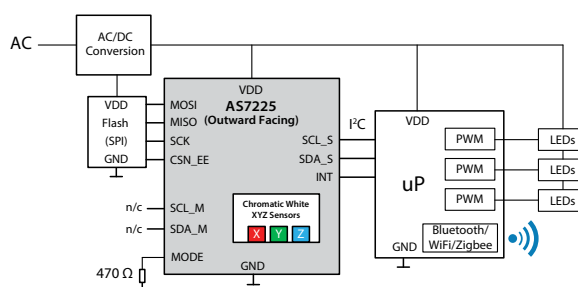 AC
AC/DC
Conversion
VDD
Flash
(SPI)
GND
MOSI
MISO
SCK
CSN_EE
n/c
SCL_M
n/c
SDA_M
MODE
470 Ω
VDD
AS7225
(Outward Facing)
SCL_S
SDA_S
INT
Chromatic White
XYZ Sensors
X Y Z
GND
I²C
VDD
uP
PWM
PWM
PWM
Bluetooth/
WiFi/Zigbee
GND
LEDs
LEDs
LEDs